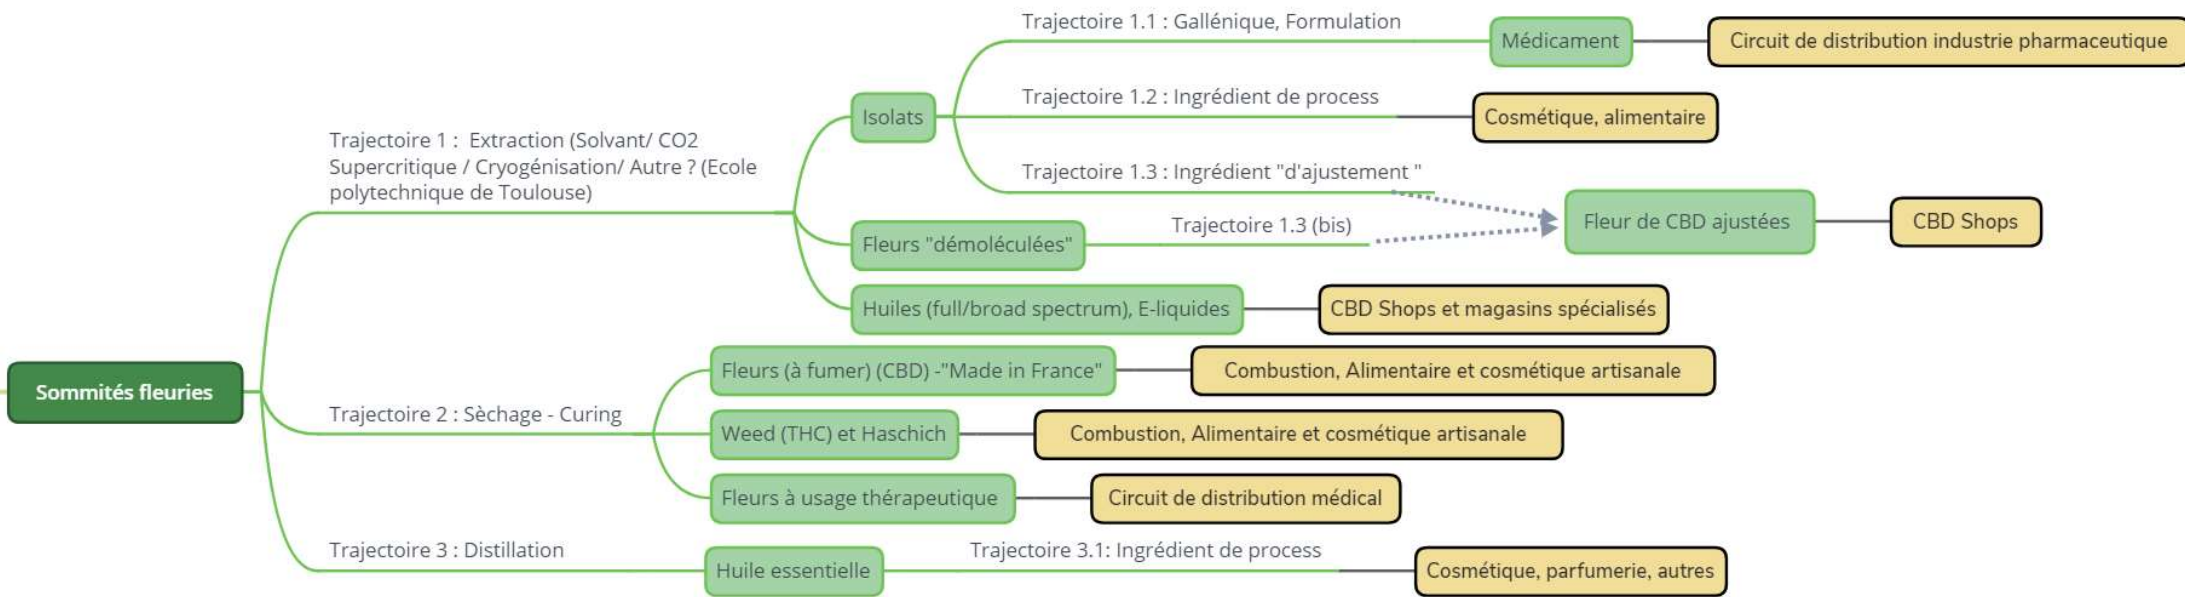 Trajectoire 1.1 : Gallénique, Formulation
Médicament
Circuit de distribution industrie pharmaceutique
Trajectoire 1.2 : Ingrédient de process
Isolats
Cosmétique, alimentaire
Trajectoire 1 :  Extraction (Solvant/ CO2
Supercritique / Cryogénisation/ Autre ? (Ecole
polytechnique de Toulouse)
Trajectoire 1.3 : Ingrédient "d'ajustement "
Fleurs "démoléculées"
Trajectoire 1.3 (bis)
Fleur de CBD ajustées
CBD Shops
Huiles (full/broad spectrum), E-liquides
CBD Shops et magasins spécialisés
Sommités fleuries
Fleurs (à fumer) (CBD) -"Made in France"
Combustion, Alimentaire et cosmétique artisanale
Trajectoire 2 : Sèchage - Curing
Weed (THC) et Haschich
Combustion, Alimentaire et cosmétique artisanale
Fleurs à usage thérapeutique
Circuit de distribution médical
Trajectoire 3 : Distillation
Huile essentielle
Trajectoire 3.1: Ingrédient de process
Cosmétique, parfumerie, autres